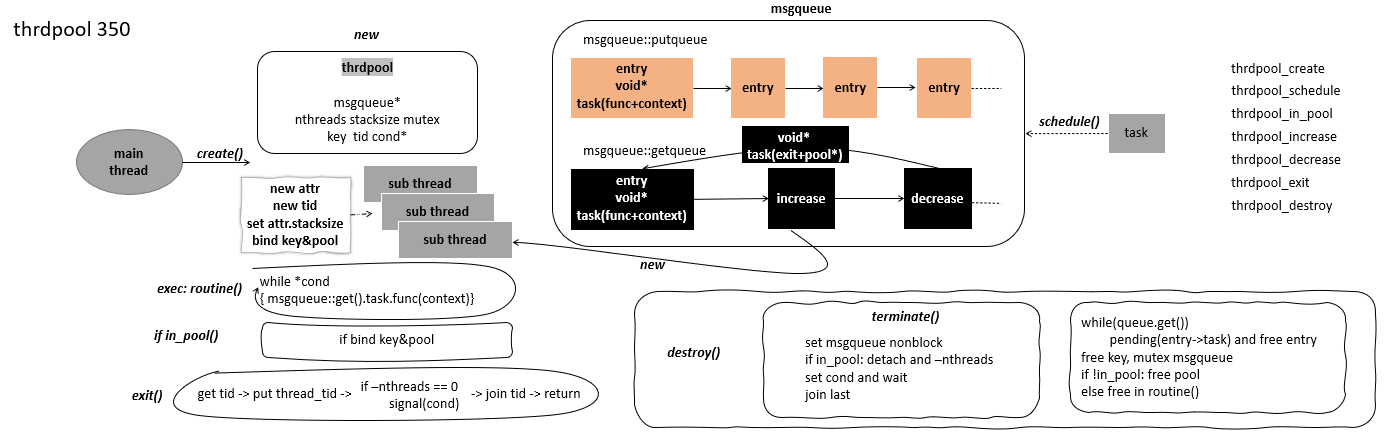 thrdpool 350
new
thrdpool
msgqueue*
nthreads stacksize mutex
key tid cond*
main
thread
create()
new attr
new tid
set attr.stacksize
bind key&pool
sub thread
sub thread
sub thread
exec: routine()
while *cond
{ msgqueue::get().task.func(context)}
if in_pool()
if bind key&pool
exit()
get tid -> put thread_tid ->
if –nthreads == 0
signal(cond)
-> join tid -> return
msgqueue
msgqueue::putqueue
entry
void*
task(func+context)
entry
entry
entry
msgqueue::getqueue
void*
task(exit+pool*)
entry
void*
task(func+context)
increase
decrease
new
schedule()
task
thrdpool_create
thrdpool_schedule
thrdpool_in_pool
thrdpool_increase
thrdpool_decrease
thrdpool_exit
thrdpool_destroy
destroy()
terminate()
set msgqueue nonblock
if in_pool: detach and –nthreads
set cond and wait
join last
while(queue.get())
pending(entry->task) and free entry
free key, mutex msgqueue
if !in_pool: free pool
else free in routine()